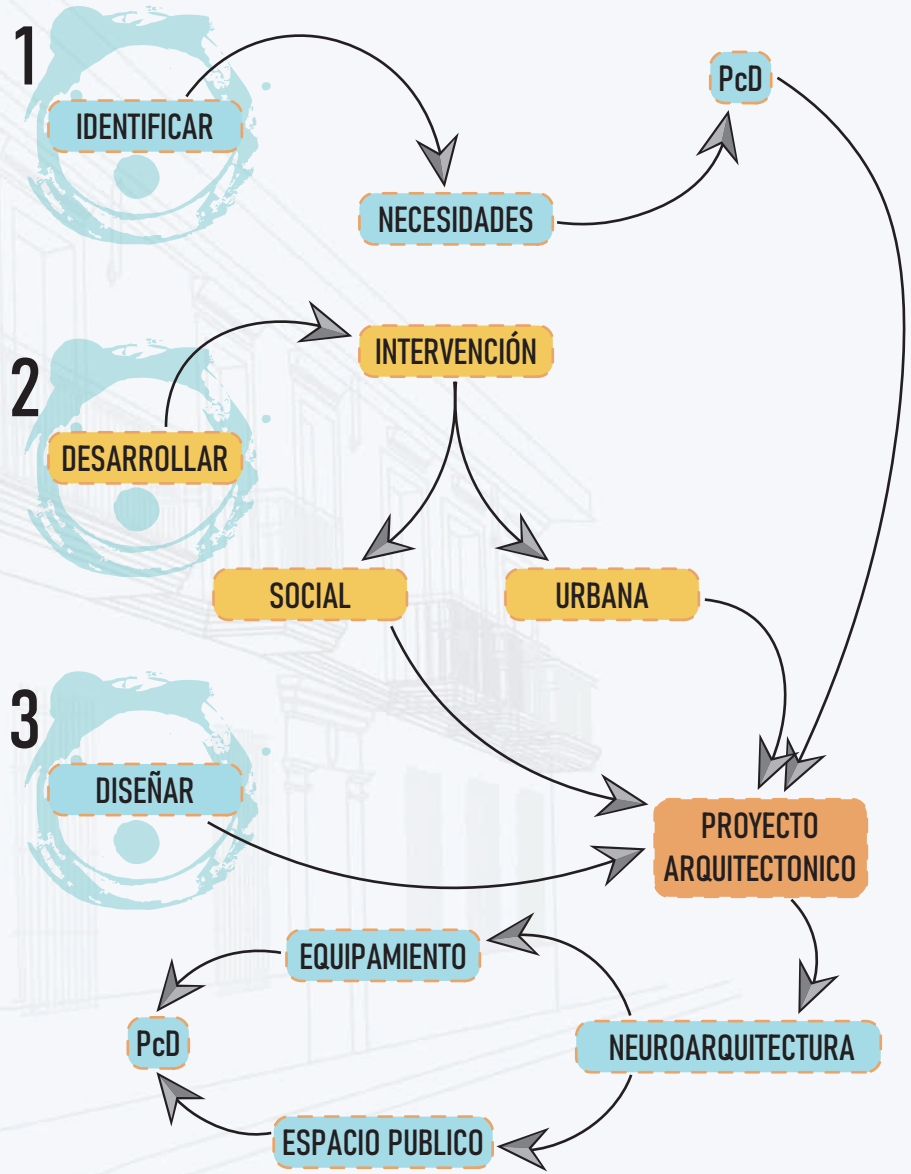 1
IDENTIFICAR
PcD
NECESIDADES
INTERVENCIÓN
2
DESARROLLAR
SOCIAL
URBANA
3
DISEÑAR
PROYECTO
ARQUITECTONICO
EQUIPAMIENTO
PcD
NEUROARQUITECTURA
ESPACIO PUBLICO